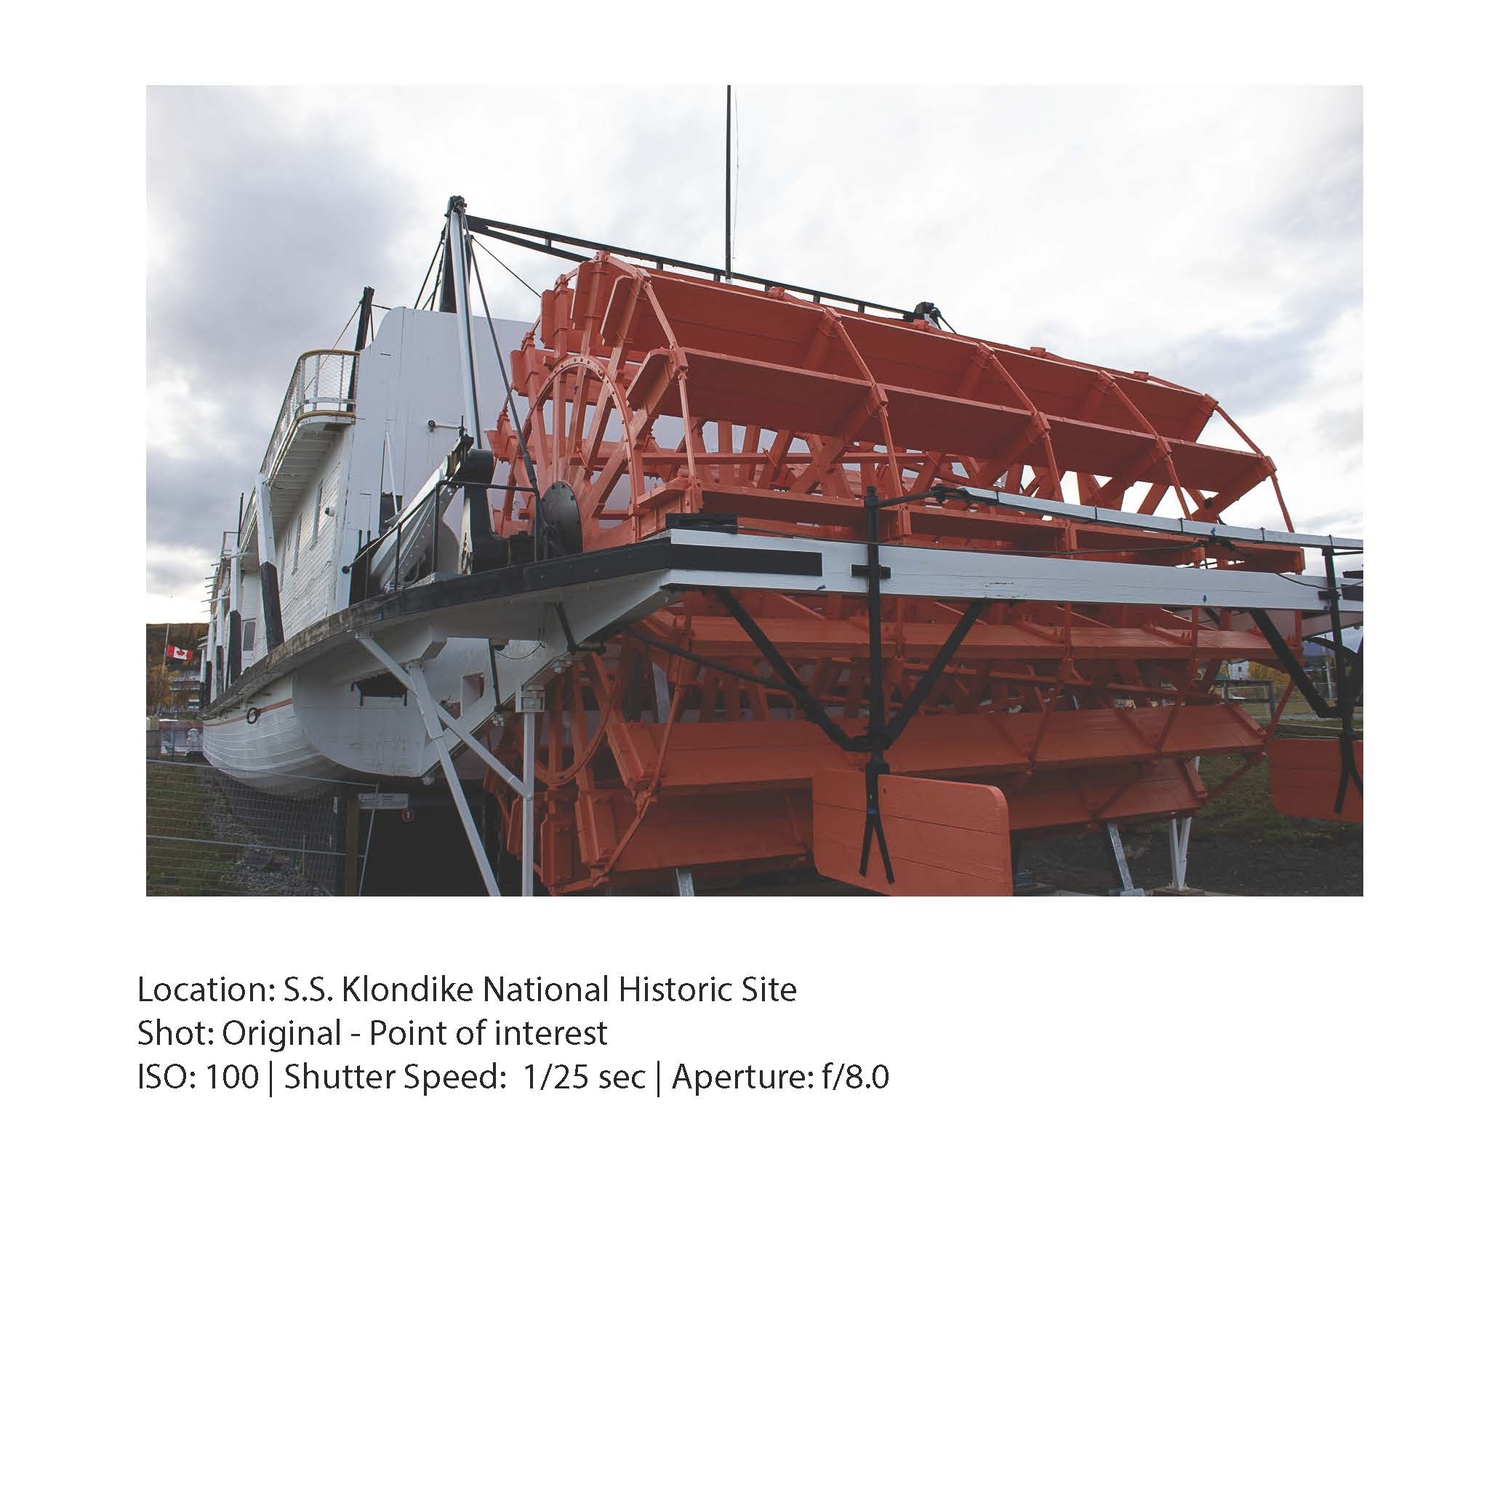 Location: S.S. Klondike National Historic Site
Shot: Original - Point of interest
ISO: 100 | Shutter Speed:  1/25 sec | Aperture: f/8.0